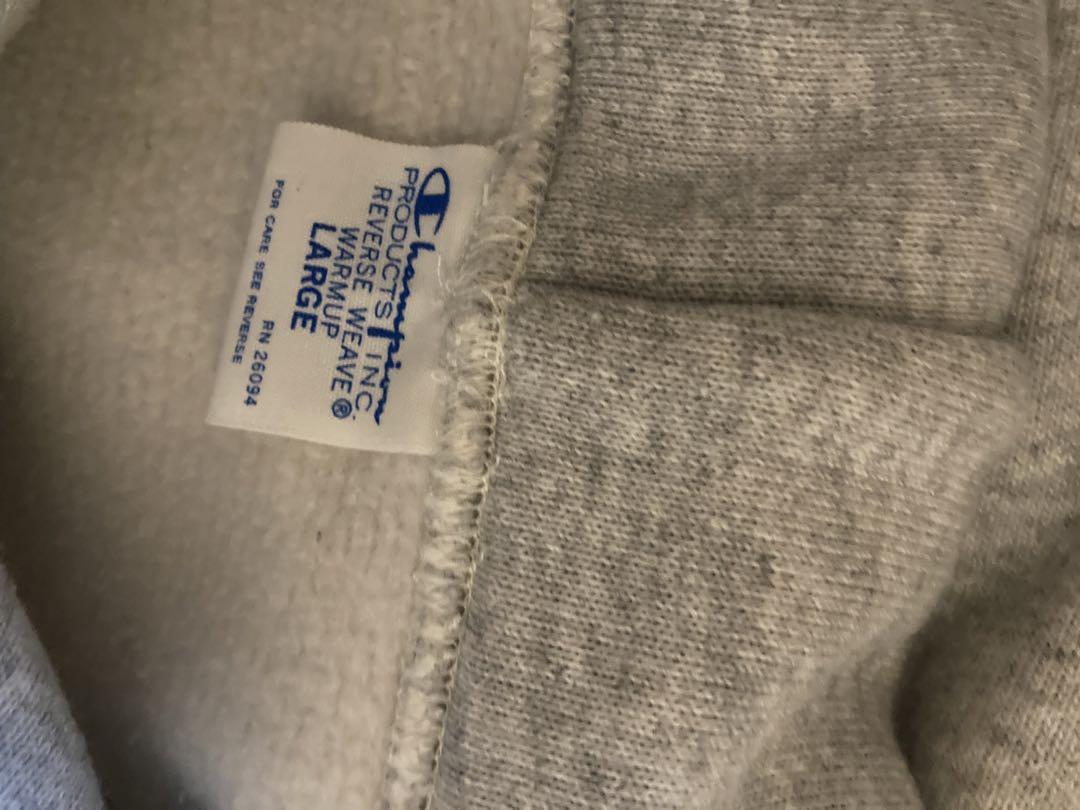 Champion
PRODUCTS INC.
REVERSE WEAVE®
WARMUP
LARGE
RN 26094
FOR CARE SEE REVERSE